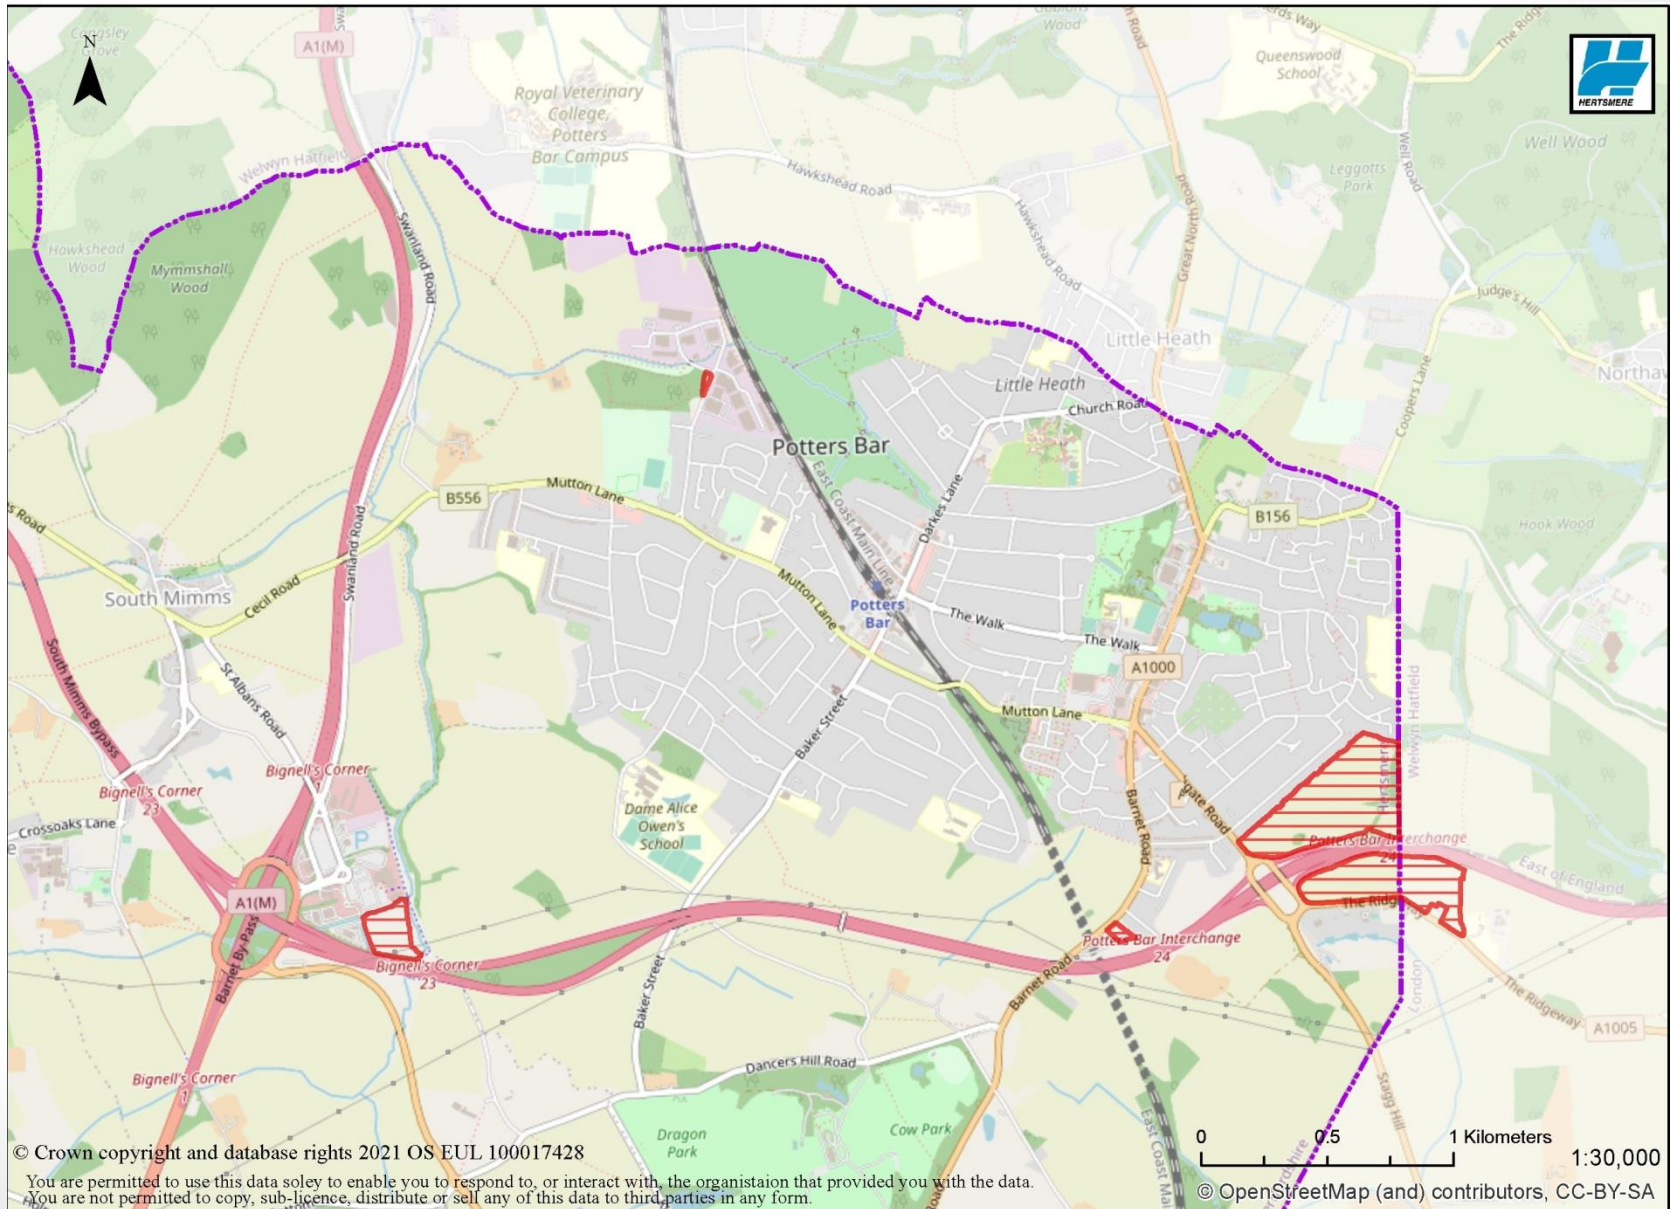 Cangsley
Grove
N
A1(M)
Royal Veterinary
College,
Potters
Bar Campus
Wood
Queenswood
School
The Ridge
HERTSMERE
Welwyn Hatfield
Hawkshead Road
Well Road
Well Wood
Leggatts
Park
Hawkshead
Wood
Mymmshall
Wood
Swanland Road
Hawkshead Road
Great North Road
Judge's Hill
Little Heath
Little Heath
Northaw
Coopers Lane
Church Road
Potters Bar
East Coast Main Line
Darkes Lane
B556
Mutton Lane
B156
Hook Wood
South Mimms
Cecil Road
Swanland Road
Mutton Lane
Potters
Bar
The Walk
The Walk
A1000
St Albans Road
South Mimms Bypass
Mutton Lane
Baker Street
Welwyn Hatfield
Hertsmere
Bignell's Corner
1
Bignell's Corner
23
Crossoaks Lane
P
Dame Alice
Owen's
School
Barnet Road
gate Road
Potters Bar Interchange
24
East of England
A1(M)
The Ridg
Barnet By-Pass
Bignell's Corner
23
Potters Bar Interchange
24
Baker Street
Barnet Road
London
The Ridgeway
A1005
Dancers Hill Road
Bignell's Corner
1
Stagg Hill
Dragon
Park
Cow Park
East Coast Mai
0 0.5 1 Kilometers
1:30,000
© Crown copyright and database rights 2021 OS EUL 100017428
You are permitted to use this data soley to enable you to respond to, or interact with, the organistaion that provided you with the data.
You are not permitted to copy, sub-licence, distribute or sell any of this data to third parties in any form.
© OpenStreetMap (and) contributors, CC-BY-SA